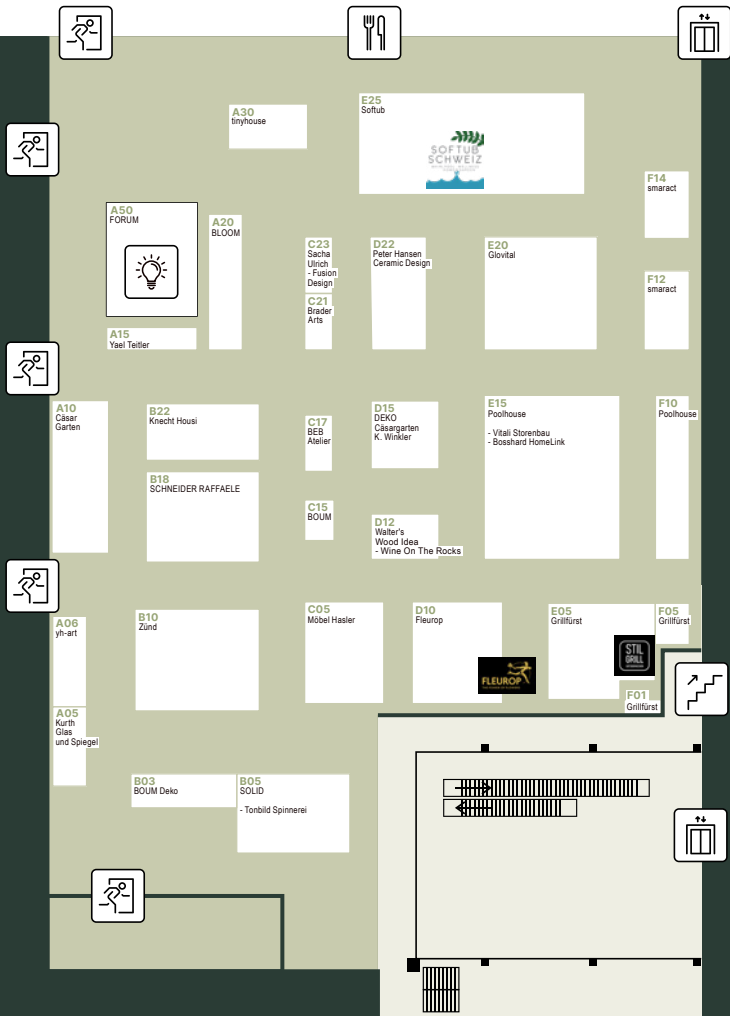 A30
tinyhouse
E25
Softub
SOFTUB
SCHWEIZ
F14
smaract
A50
FORUM
A20
BLOOM
C23
Sacha
Ulrich
- Fusion
Design
D22
Peter Hansen
Ceramic Design
E20
Glovital
F12
smaract
C21
Brader
Arts
A15
Yael Teitler
A10
Cäsar
Garten
B22
Knecht Housi
C17
BEB
Atelier
D15
DEKO
Cäsargarten
K. Winkler
E15
Poolhouse
- Vitali Storenbau
- Bosshard HomeLink
F10
Poolhouse
B18
SCHNEIDER RAFFAELE
C15
BOUM
D12
Walter's
Wood Idea
- Wine On The Rocks
A06
yh-art
B10
Zünd
C05
Möbel Hasler
D10
Fleurop
FLEUROP
E05
Grillfürst
STIL
GRILL
F05
Grillfürst
F01
Grillfürst
A05
Kurth
Glas
und Spiegel
B03
BOUM Deko
B05
SOLID
- Tonbild Spinnerei